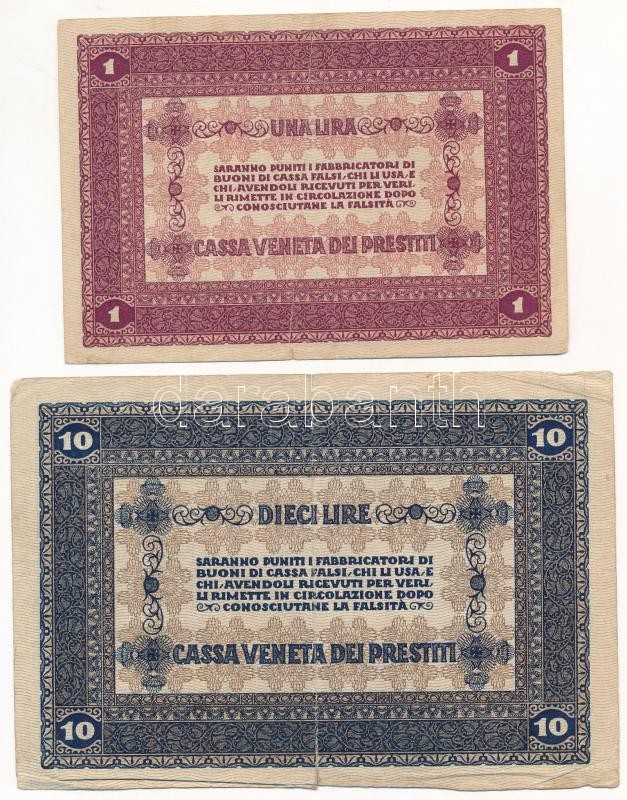 1 1
UNA LIRA
SARANNO PUNITI I FABBRICATORI DI
BUONI DI CASSA FALSI, CHI LI USA, E
CHI, AVENDOLI RICEVUTI PER VERI,
LI RIMETTE IN CIRCOLAZIONE DOPO
CONOSCIUTANE LA FALSITÀ
CASSA VENETA DEI PRESTITI
1 1
darabanth
10 10
DIECI LIRE
SARANNO PUNITI I FABBRICATORI DI
BUONI DI CASSA FALSI, CHI LI USA, E
CHI, AVENDOLI RICEVUTI PER VERI,
LI RIMETTE IN CIRCOLAZIONE DOPO
CONOSCIUTANE LA FALSITÀ
CASSA VENETA DEI PRESTITI
10 10